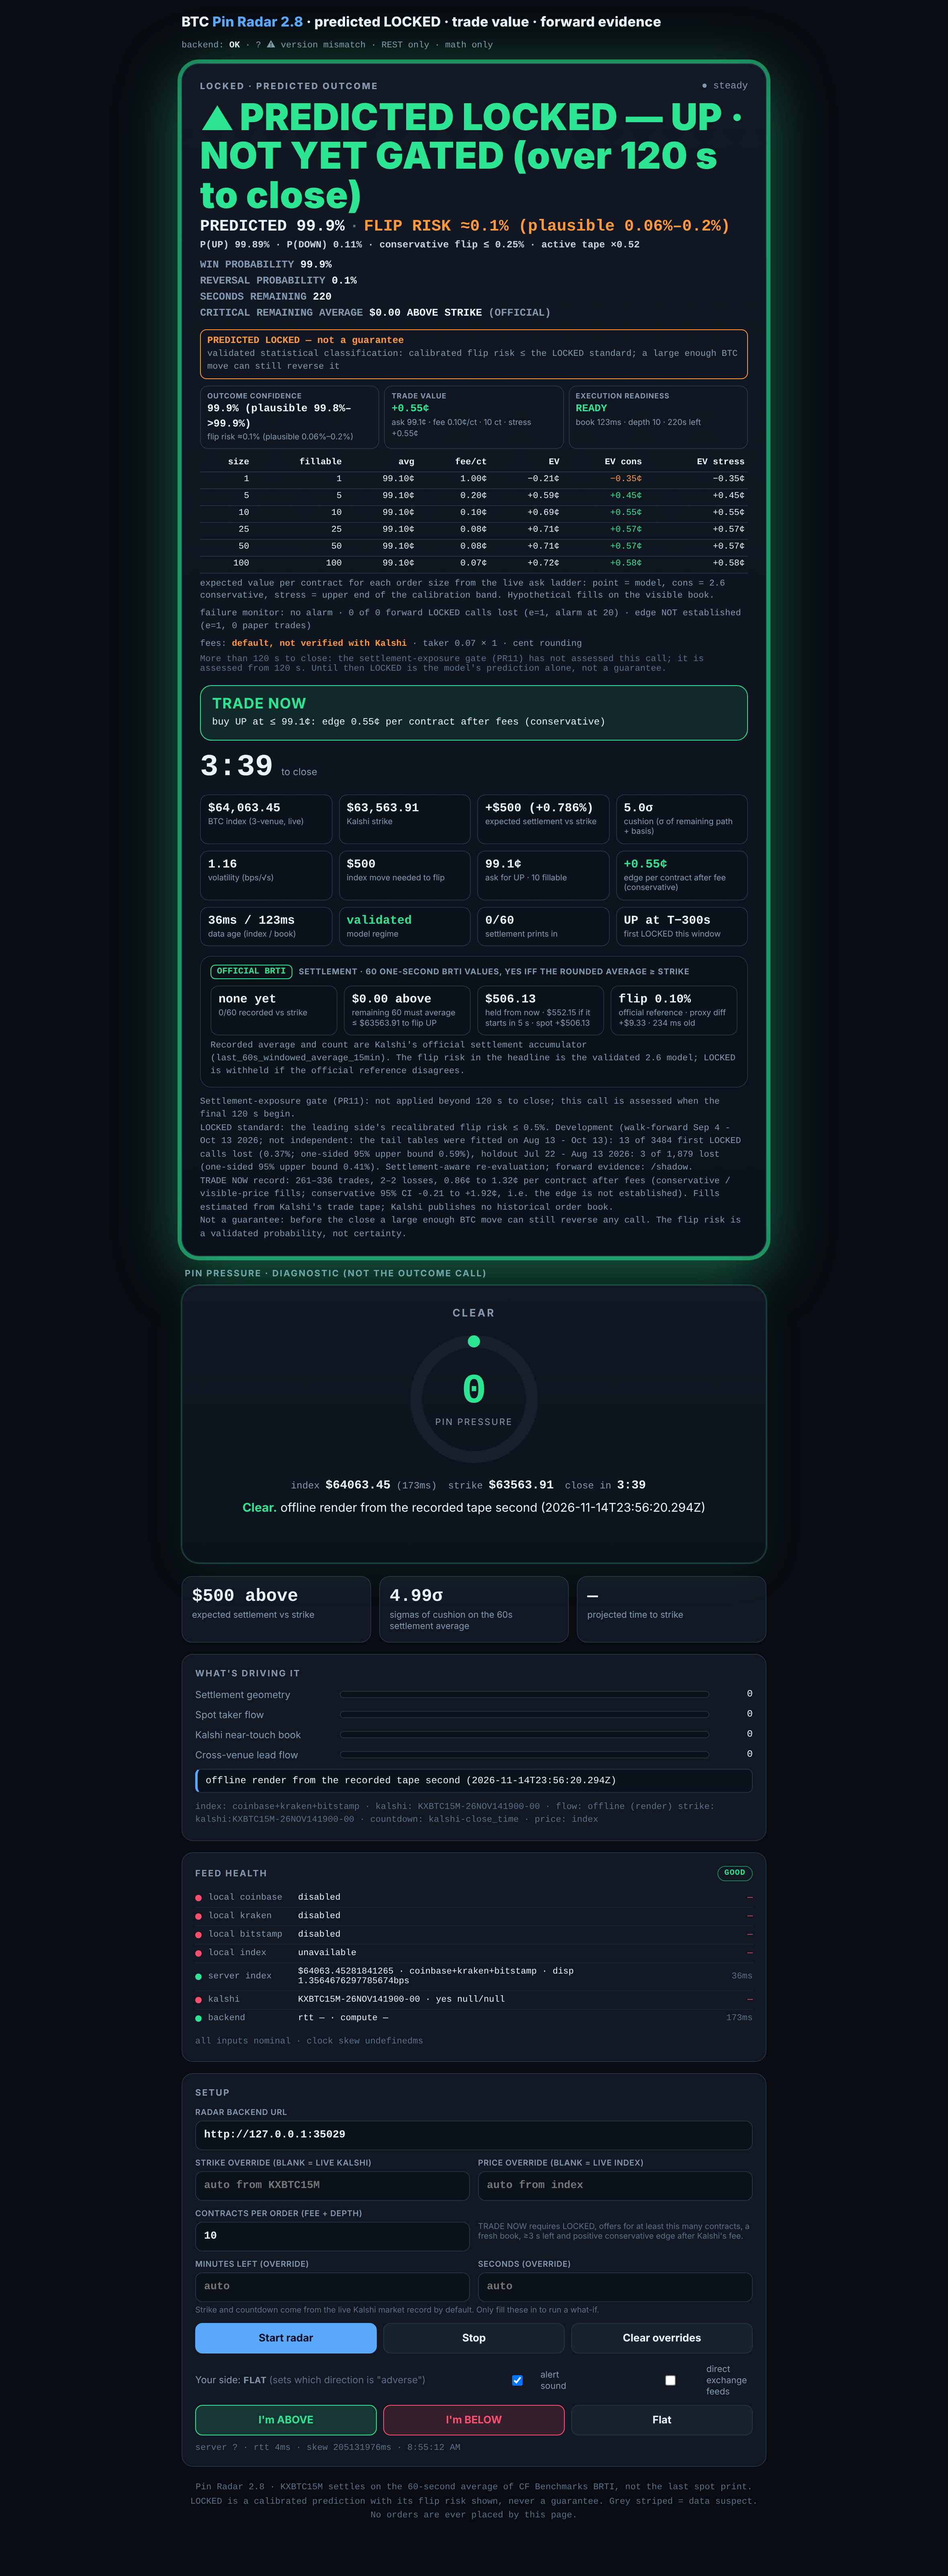 BTC Pin Radar 2.8 · predicted LOCKED · trade value · forward evidence
backend: OK · ? ⚠ version mismatch · REST only · math only
LOCKED · PREDICTED OUTCOME
● steady
▲ PREDICTED LOCKED — UP ·
NOT YET GATED (over 120 s
to close)
PREDICTED 99.9% · FLIP RISK ≈0.1% (plausible 0.06%–0.2%)
P(UP) 99.89% · P(DOWN) 0.11% · conservative flip ≤ 0.25% · active tape ×0.52
WIN PROBABILITY 99.9%
REVERSAL PROBABILITY 0.1%
SECONDS REMAINING 220
CRITICAL REMAINING AVERAGE $0.00 ABOVE STRIKE (OFFICIAL)
PREDICTED LOCKED — not a guarantee
validated statistical classification: calibrated flip risk ≤ the LOCKED standard; a large enough BTC
move can still reverse it
OUTCOME CONFIDENCE
99.9% (plausible 99.8%–
>99.9%)
flip risk ≈0.1% (plausible 0.06%–0.2%)
TRADE VALUE
+0.55¢
ask 99.1¢ · fee 0.10¢/ct · 10 ct · stress
+0.55¢
EXECUTION READINESS
READY
book 123ms · depth 10 · 220s left
size fillable avg fee/ct EV EV cons EV stress
1 1 99.10¢ 1.00¢ −0.21¢ −0.35¢ −0.35¢
5 5 99.10¢ 0.20¢ +0.59¢ +0.45¢ +0.45¢
10 10 99.10¢ 0.10¢ +0.69¢ +0.55¢ +0.55¢
25 25 99.10¢ 0.08¢ +0.71¢ +0.57¢ +0.57¢
50 50 99.10¢ 0.08¢ +0.71¢ +0.57¢ +0.57¢
100 100 99.10¢ 0.07¢ +0.72¢ +0.58¢ +0.58¢
expected value per contract for each order size from the live ask ladder: point = model, cons = 2.6
conservative, stress = upper end of the calibration band. Hypothetical fills on the visible book.
failure monitor: no alarm · 0 of 0 forward LOCKED calls lost (e=1, alarm at 20) · edge NOT established
(e=1, 0 paper trades)
fees: default, not verified with Kalshi · taker 0.07 × 1 · cent rounding
More than 120 s to close: the settlement-exposure gate (PR11) has not assessed this call; it is
assessed from 120 s. Until then LOCKED is the model's prediction alone, not a guarantee.
TRADE NOW
buy UP at ≤ 99.1¢: edge 0.55¢ per contract after fees (conservative)
3:39 to close
$64,063.45
BTC index (3-venue, live)
$63,563.91
Kalshi strike
+$500 (+0.786%)
expected settlement vs strike
5.0σ
cushion (σ of remaining path
+ basis)
1.16
volatility (bps/√s)
$500
index move needed to flip
99.1¢
ask for UP · 10 fillable
+0.55¢
edge per contract after fee
(conservative)
36ms / 123ms
data age (index / book)
validated
model regime
0/60
settlement prints in
UP at T−300s
first LOCKED this window
OFFICIAL BRTI SETTLEMENT · 60 ONE-SECOND BRTI VALUES, YES IFF THE ROUNDED AVERAGE ≥ STRIKE
none yet
0/60 recorded vs strike
$0.00 above
remaining 60 must average
≤ $63563.91 to flip UP
$506.13
held from now · $552.15 if it
starts in 5 s · spot +$506.13
flip 0.10%
official reference · proxy diff
+$9.33 · 234 ms old
Recorded average and count are Kalshi's official settlement accumulator
(last_60s_windowed_average_15min). The flip risk in the headline is the validated 2.6 model; LOCKED
is withheld if the official reference disagrees.
Settlement-exposure gate (PR11): not applied beyond 120 s to close; this call is assessed when the
final 120 s begin.
LOCKED standard: the leading side's recalibrated flip risk ≤ 0.5%. Development (walk-forward Sep 4 -
Oct 13 2026; not independent: the tail tables were fitted on Aug 13 - Oct 13): 13 of 3484 first LOCKED
calls lost (0.37%; one-sided 95% upper bound 0.59%), holdout Jul 22 - Aug 13 2026: 3 of 1,879 lost
(one-sided 95% upper bound 0.41%). Settlement-aware re-evaluation; forward evidence: /shadow.
TRADE NOW record: 261–336 trades, 2–2 losses, 0.86¢ to 1.32¢ per contract after fees (conservative /
visible-price fills; conservative 95% CI -0.21 to +1.92¢, i.e. the edge is not established). Fills
estimated from Kalshi's trade tape; Kalshi publishes no historical order book.
Not a guarantee: before the close a large enough BTC move can still reverse any call. The flip risk is
a validated probability, not certainty.
PIN PRESSURE · DIAGNOSTIC (NOT THE OUTCOME CALL)
CLEAR
0
PIN PRESSURE
index $64063.45 (173ms) strike $63563.91 close in 3:39
Clear. offline render from the recorded tape second (2026-11-14T23:56:20.294Z)
$500 above
expected settlement vs strike
4.99σ
sigmas of cushion on the 60s
settlement average
—
projected time to strike
WHAT'S DRIVING IT
Settlement geometry 0
Spot taker flow 0
Kalshi near-touch book 0
Cross-venue lead flow 0
offline render from the recorded tape second (2026-11-14T23:56:20.294Z)
index: coinbase+kraken+bitstamp · kalshi: KXBTC15M-26NOV141900-00 · flow: offline (render) strike:
kalshi:KXBTC15M-26NOV141900-00 · countdown: kalshi-close_time · price: index
FEED HEALTH
GOOD
local coinbase disabled —
local kraken disabled —
local bitstamp disabled —
local index unavailable —
server index $64063.45281841265 · coinbase+kraken+bitstamp · disp
1.3564676297785674bps 36ms
kalshi KXBTC15M-26NOV141900-00 · yes null/null —
backend rtt — · compute — 173ms
all inputs nominal · clock skew undefinedms
SETUP
RADAR BACKEND URL
http://127.0.0.1:35029
STRIKE OVERRIDE (BLANK = LIVE KALSHI)
auto from KXBTC15M
PRICE OVERRIDE (BLANK = LIVE INDEX)
auto from index
CONTRACTS PER ORDER (FEE + DEPTH)
10
TRADE NOW requires LOCKED, offers for at least this many contracts, a
fresh book, ≥3 s left and positive conservative edge after Kalshi's fee.
MINUTES LEFT (OVERRIDE)
auto
SECONDS (OVERRIDE)
auto
Strike and countdown come from the live Kalshi market record by default. Only fill these in to run a what-if.
Start radar
Stop
Clear overrides
Your side: FLAT (sets which direction is "adverse")
alert
sound
direct
exchange
feeds
I'm ABOVE
I'm BELOW
Flat
server ? · rtt 4ms · skew 205131976ms · 8:55:12 AM
Pin Radar 2.8 · KXBTC15M settles on the 60-second average of CF Benchmarks BRTI, not the last spot print.
LOCKED is a calibrated prediction with its flip risk shown, never a guarantee. Grey striped = data suspect.
No orders are ever placed by this page.